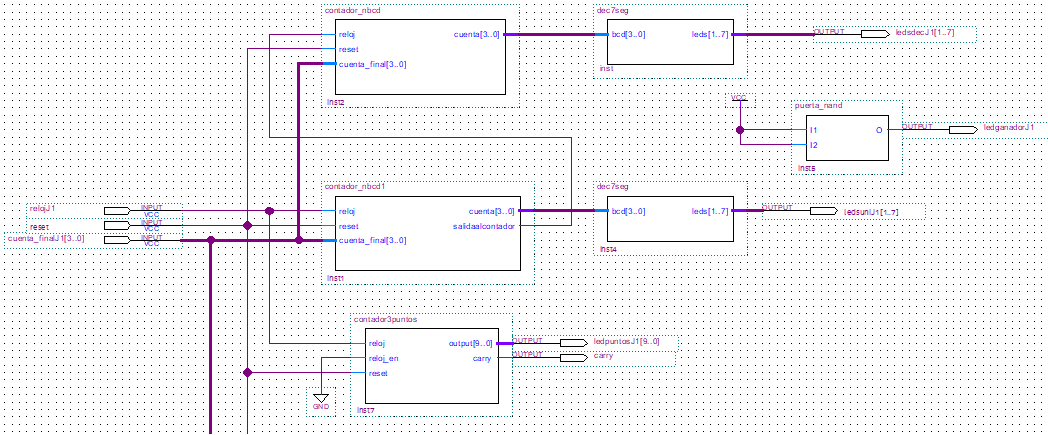 contador_nbcd
reloj
reset
cuenta_final[3..0]
cuenta[3..0]
inst2
dec7seg
bcd[3..0]
leds[1..7]
inst
OUTPUT
ledsdecJ1[1..7]
VCC
puerta_nand
I1
I2
O
inst5
OUTPUT
ledganadorJ1
contador_nbcd1
reloj
reset
cuenta_final[3..0]
cuenta[3..0]
salidaalcontador
inst1
dec7seg
bcd[3..0]
leds[1..7]
inst4
OUTPUT
ledsuniJ1[1..7]
relojJ1
INPUT
VCC
reset
INPUT
VCC
cuenta_finalJ1[3..0]
INPUT
VCC
contador3puntos
reloj
reloj_en
reset
output[9..0]
carry
inst7
GND
OUTPUT
ledpuntosJ1[9..0]
OUTPUT
carry